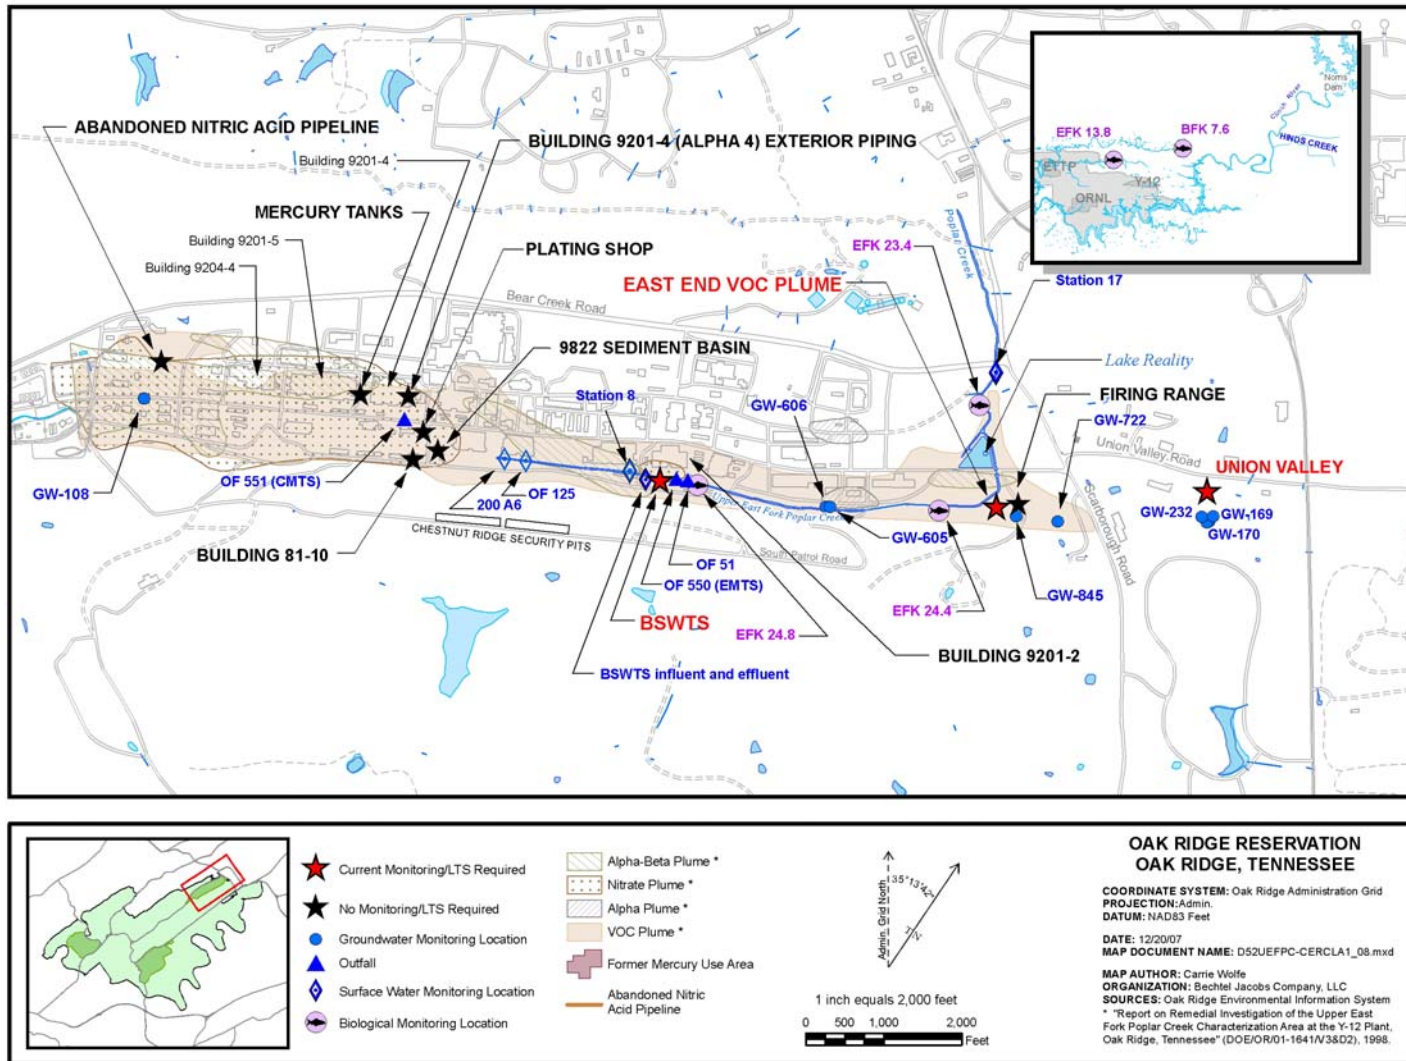 Norris
Dam
Clinch River
EFK 13.8
BFK 7.6
HINDS CREEK
ETTP
Y-12
ORNL
ABANDONED NITRIC ACID PIPELINE
BUILDING 9201-4 (ALPHA 4) EXTERIOR PIPING
Building 9201-4
MERCURY TANKS
Poplar Creek
Building 9201-5
PLATING SHOP
EFK 23.4
Building 9204-4
EAST END VOC PLUME
Station 17
Bear Creek Road
9822 SEDIMENT BASIN
Lake Reality
Station 8
GW-606
FIRING RANGE
GW-722
Union Valley Road
UNION VALLEY
OF 551 (CMTS)
GW-108
OF 125
200 A6
Upper East Fork Poplar Creek
Scarborough Road
GW-232
GW-169
GW-170
CHESTNUT RIDGE SECURITY PITS
GW-605
BUILDING 81-10
South Patrol Road
OF 51
OF 550 (EMTS)
GW-845
EFK 24.4
BSWTS
EFK 24.8
BUILDING 9201-2
BSWTS influent and effluent
Current Monitoring/LTS Required
No Monitoring/LTS Required
Groundwater Monitoring Location
Outfall
Surface Water Monitoring Location
Biological Monitoring Location
Alpha-Beta Plume *
Nitrate Plume *
Alpha Plume *
VOC Plume *
Former Mercury Use Area
Abandoned Nitric
Acid Pipeline
Admin. Grid North
35°13'42"
TN
1 inch equals 2,000 feet
0 500 1,000 2,000
Feet
OAK RIDGE RESERVATION
OAK RIDGE, TENNESSEE
COORDINATE SYSTEM: Oak Ridge Administration Grid
PROJECTION:Admin.
DATUM: NAD83 Feet
DATE: 12/20/07
MAP DOCUMENT NAME: D52UEFPC-CERCLA1_08.mxd
MAP AUTHOR: Carrie Wolfe
ORGANIZATION: Bechtel Jacobs Company, LLC
SOURCES: Oak Ridge Environmental Information System
* "Report on Remedial Investigation of the Upper East
Fork Poplar Creek Characterization Area at the Y-12 Plant,
Oak Ridge, Tennessee" (DOE/OR/01-1641/V3&D2), 1998.